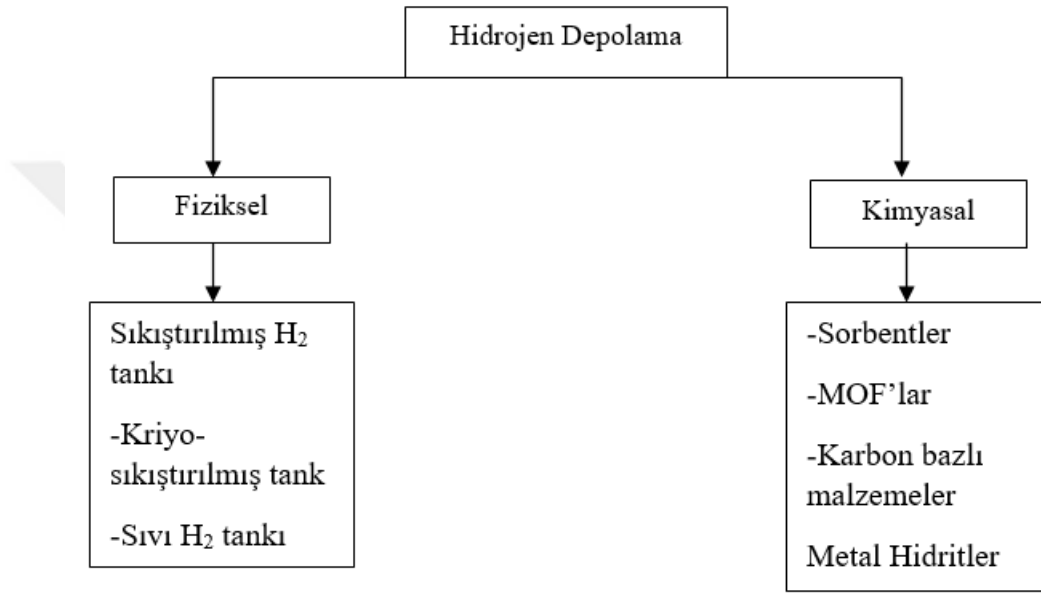 Hidrojen Depolama
Fiziksel
Kimyasal
Sıkıştırılmış H₂
tankı
-Kriyo-
sıkıştırılmış tank
-Sıvı H₂ tankı
-Sorbentler
-MOF’lar
-Karbon bazlı
malzemeler
Metal Hidritler